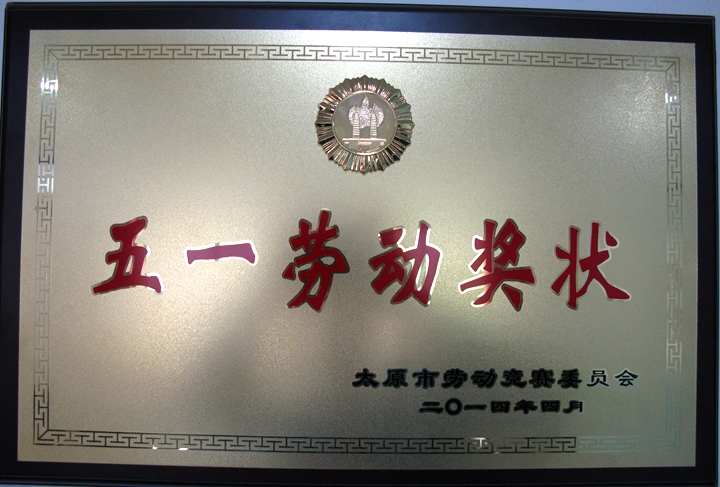 五一劳动奖状
太原市劳动竞赛委员会
二〇一四年四月